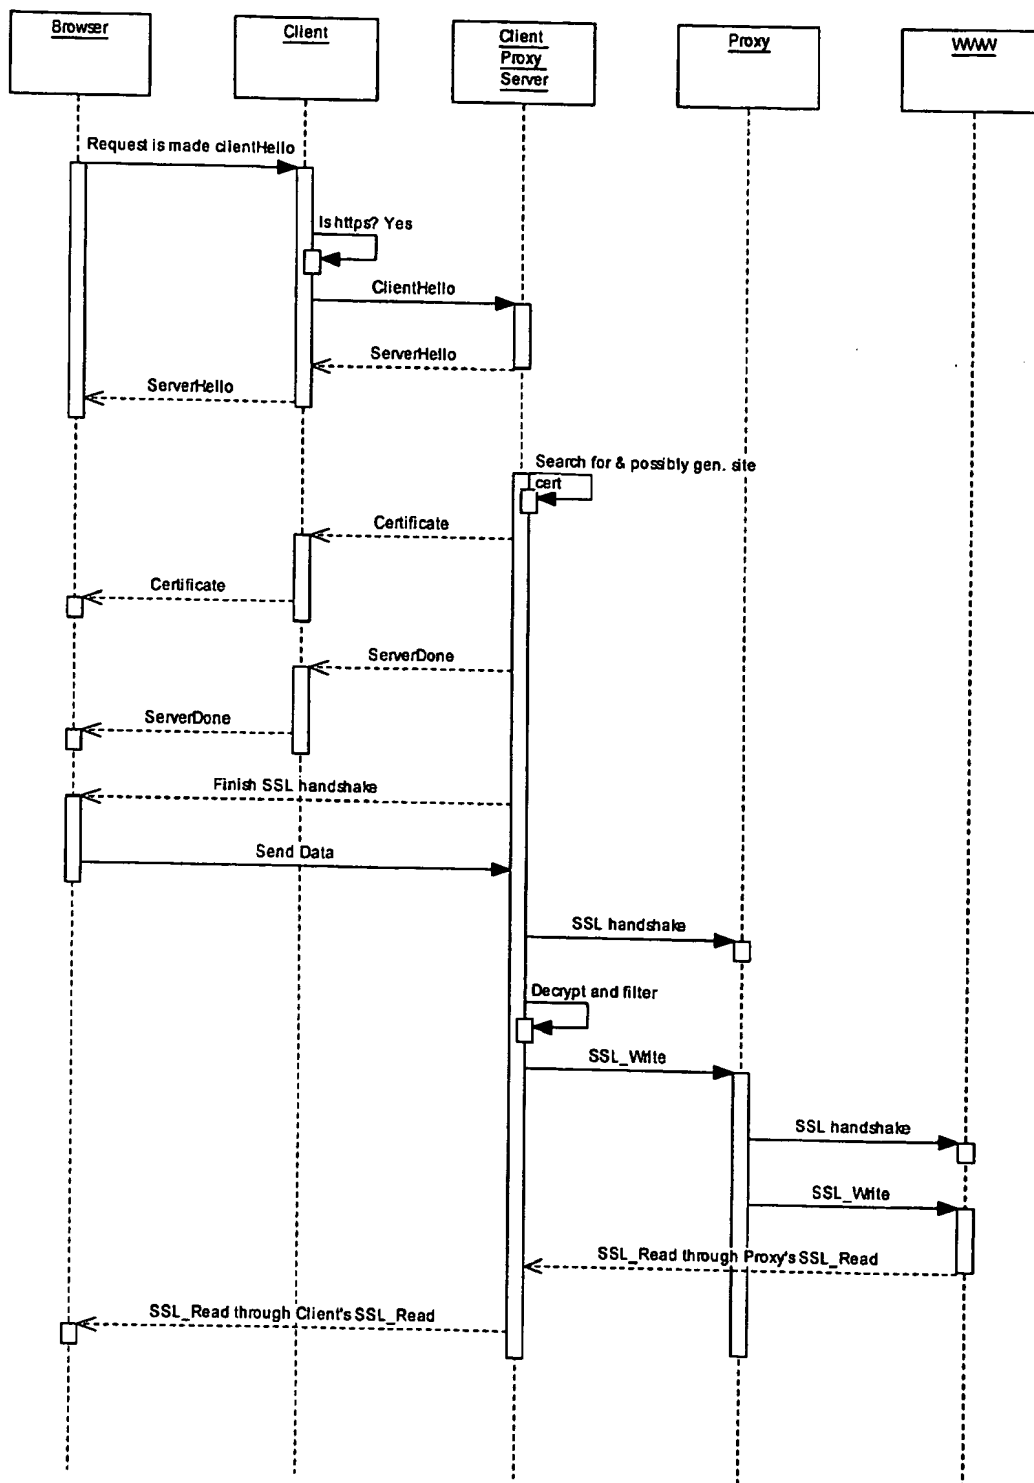 Browser
Client
Client
Proxy
Server
Proxy
WWW
Request is made clientHello
Is https? Yes
ClientHello
ServerHello
ServerHello
Search for & possibly gen. site
cert
Certificate
Certificate
ServerDone
ServerDone
Finish SSL handshake
Send Data
SSL handshake
Decrypt and filter
SSL_Write
SSL handshake
SSL_Write
SSL_Read through Proxy's SSL_Read
SSL_Read through Client's SSL_Read